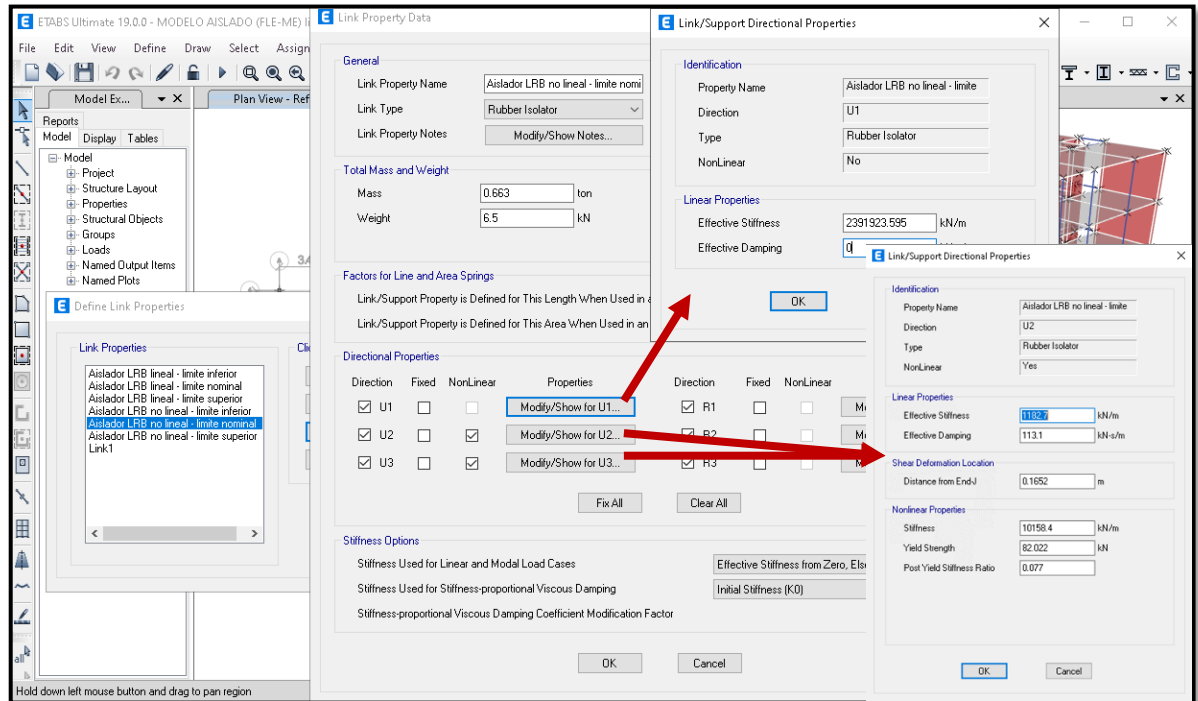 ETABS Ultimate 19.0.0 - MODELO AISLADO (FLE-ME) li
File Edit View Define Draw Select Assign
Model Ex...
Plan View - Ref
Reports
Model Display Tables
Model
Project
Structure Layout
Properties
Structural Objects
Groups
Loads
Named Output Items
Named Plots
Define Link Properties
Link Properties
Clic
Aislador LRB lineal - limite inferior
Aislador LRB lineal - limite nominal
Aislador LRB lineal - limite superior
Aislador LRB no lineal - limite inferior
Aislador LRB no lineal - limite nominal
Aislador LRB no lineal - limite superior
Link1
all
Hold down left mouse button and drag to pan region
Link Property Data
General
Link Property Name Aislador LRB no lineal - limite nomi
Link Type Rubber Isolator
Link Property Notes Modify/Show Notes...
Total Mass and Weight
Mass 0.663 ton
Weight 6.5 kN
Factors for Line and Area Springs
Link/Support Property is Defined for This Length When Used in a
Link/Support Property is Defined for This Area When Used in an
Directional Properties
Direction Fixed NonLinear Properties Direction Fixed NonLinear
U1 Modify/Show for U1... R1 M
U2 Modify/Show for U2... R2 M
U3 Modify/Show for U3... R3 M
Fix All Clear All
Stiffness Options
Stiffness Used for Linear and Modal Load Cases Effective Stiffness from Zero, Else
Stiffness Used for Stiffness-proportional Viscous Damping Initial Stiffness (K0)
Stiffness-proportional Viscous Damping Coefficient Modification Factor
OK Cancel
Link/Support Directional Properties
Identification
Property Name Aislador LRB no lineal - limite
Direction U1
Type Rubber Isolator
NonLinear No
Linear Properties
Effective Stiffness 2391923.595 kN/m
Effective Damping 0
OK
Link/Support Directional Properties
Identification
Property Name Aislador LRB no lineal - limite
Direction U2
Type Rubber Isolator
NonLinear Yes
Linear Properties
Effective Stiffness 1182.7 kN/m
Effective Damping 113.1 kN-s/m
Shear Deformation Location
Distance from End-J 0.1652 m
Nonlinear Properties
Stiffness 10158.4 kN/m
Yield Strength 82.022 kN
Post Yield Stiffness Ratio 0.077
OK Cancel